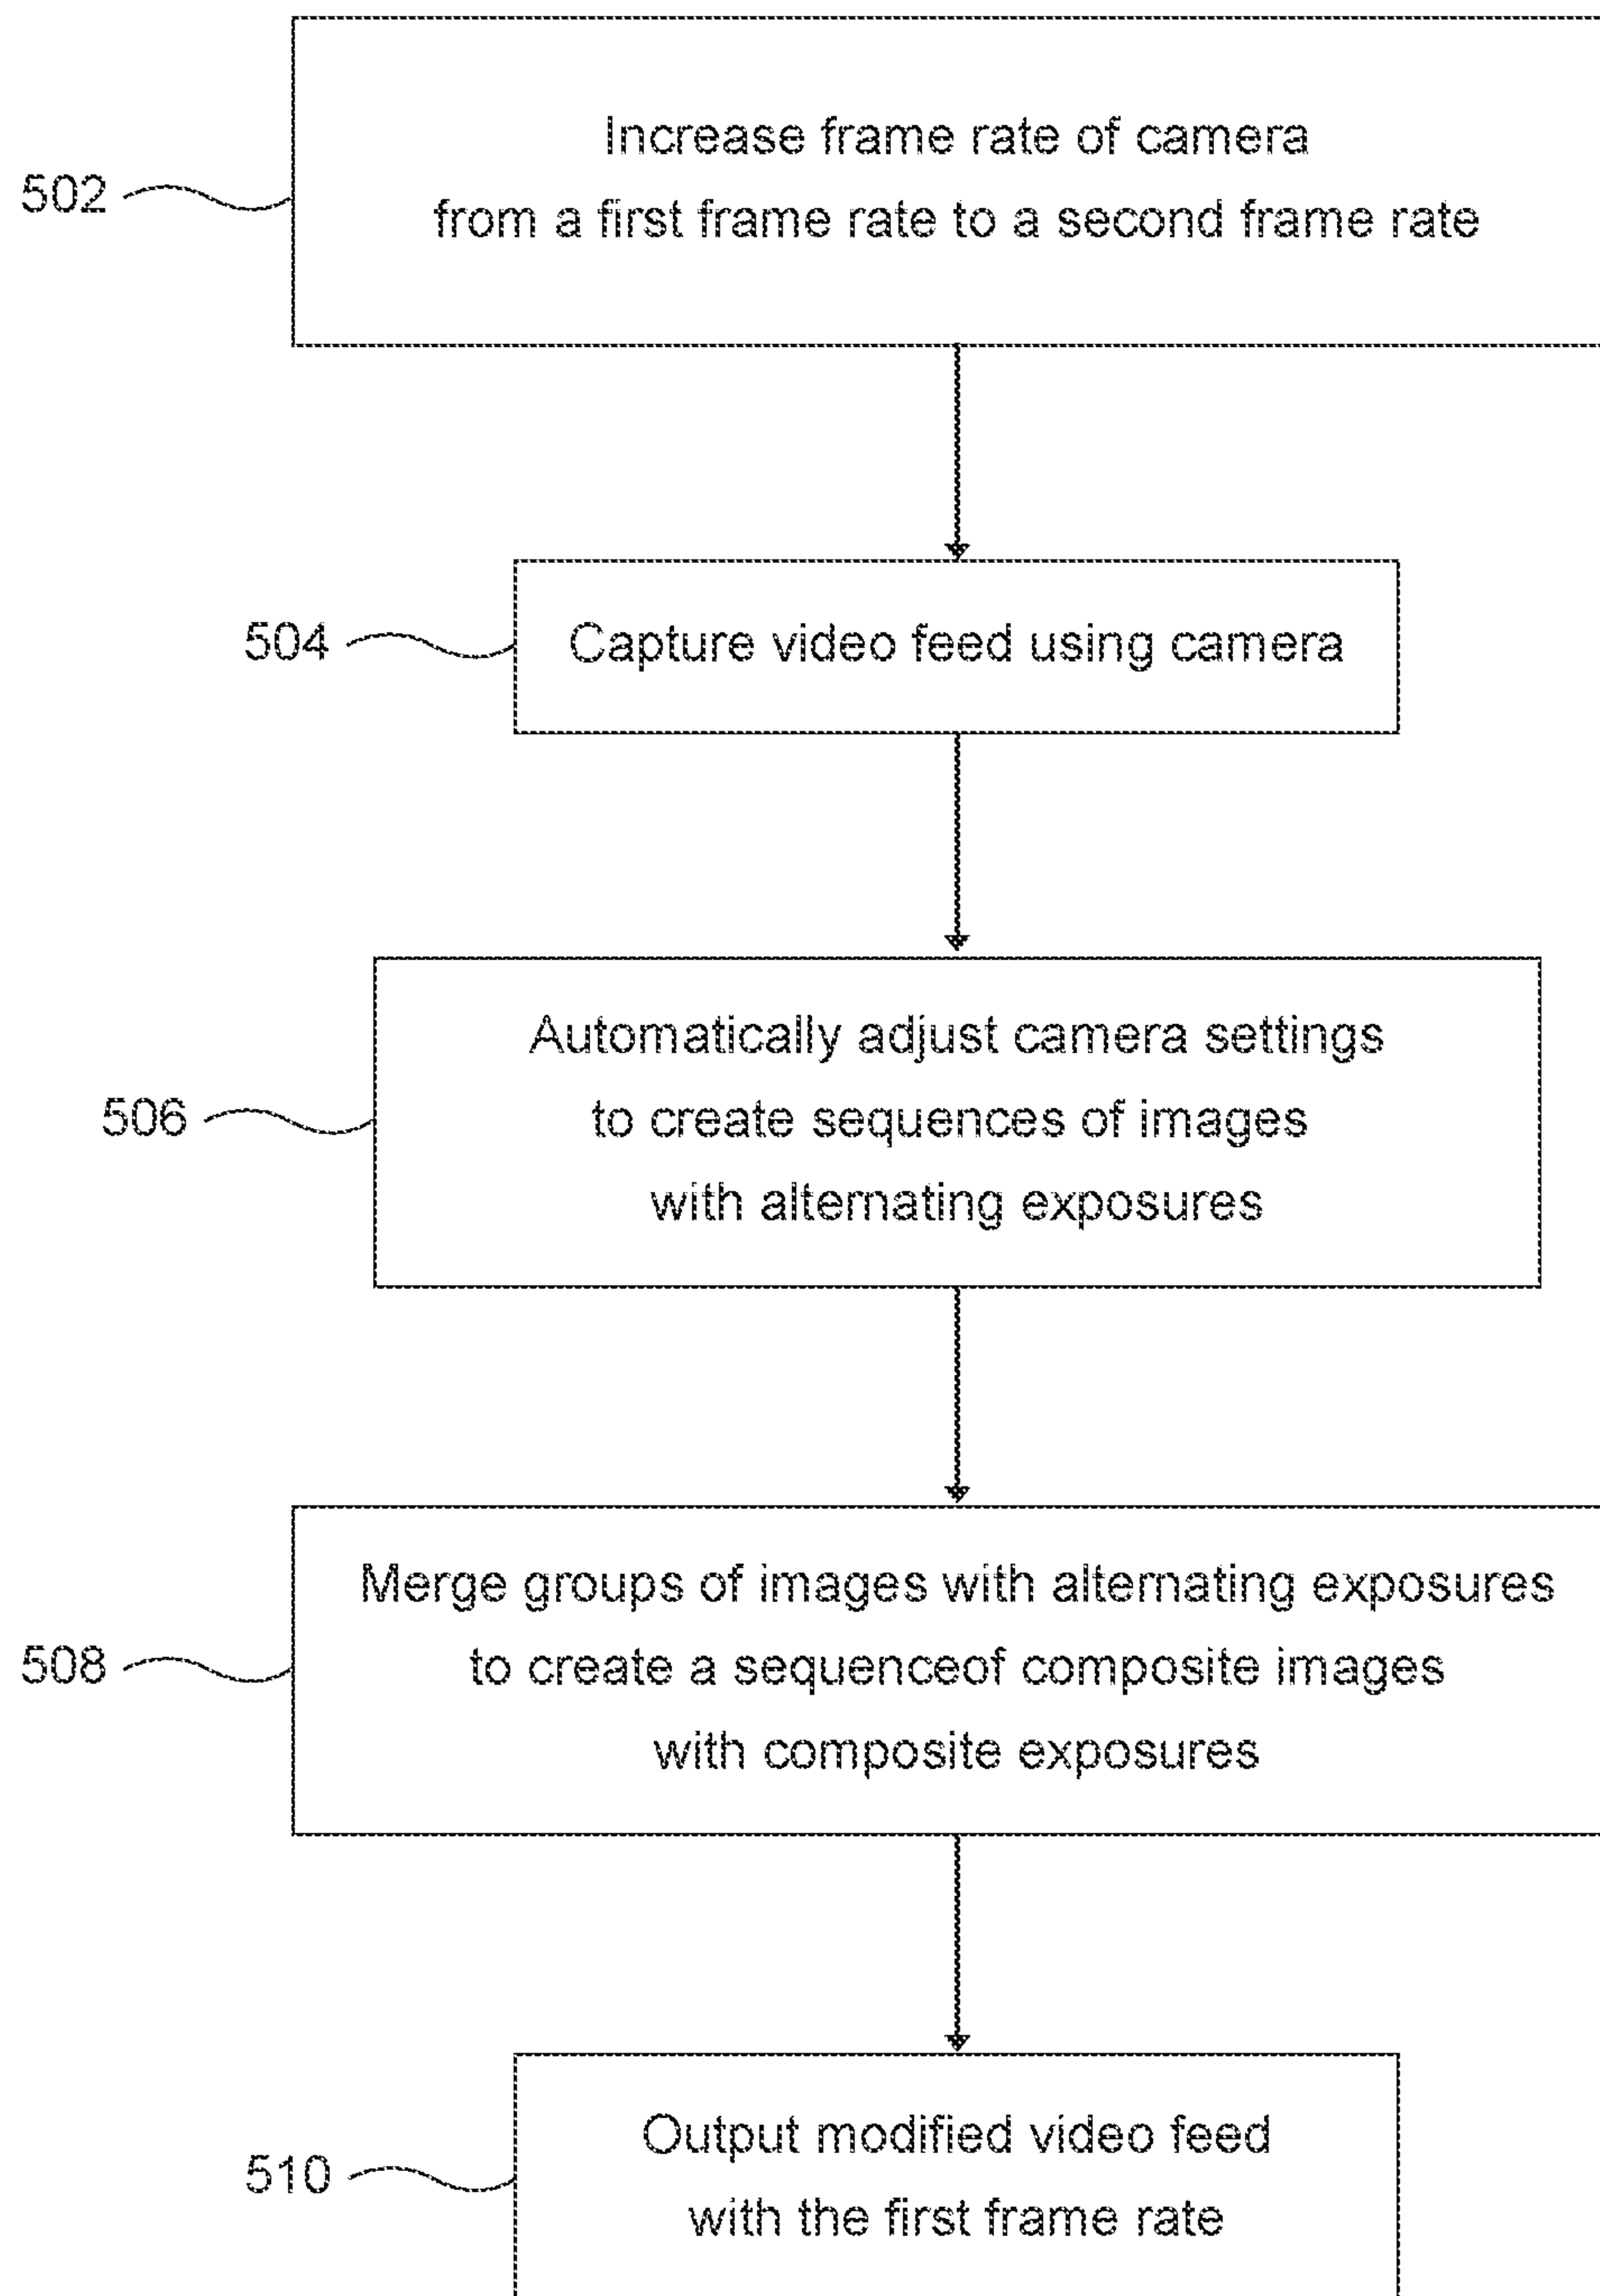 Increase frame rate of camera
502
from a first frame rate to a second frame rate
504
Capture video feed using camera
Automatically adjust camera settings
506
to create sequences of images
with alternating exposures
Merge groups of images with alternating exposures
508
to create a sequenceof composite images
with composite exposures
Output modified video feed
510
with the first frame rate